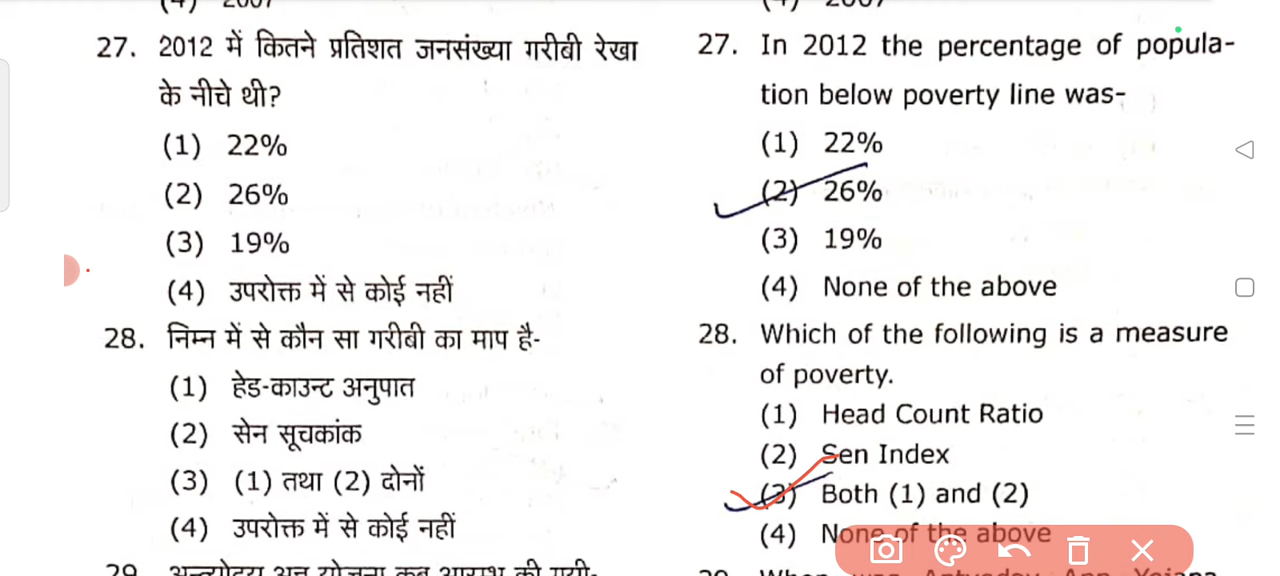 27. 2012 में कितने प्रतिशत जनसंख्या गरीबी रेखा
के नीचे थी?
(1) 22%
(2) 26%
(3) 19%
(4) उपरोक्त में से कोई नहीं
28. निम्न में से कौन सा गरीबी का माप है-
(1) हेड-काउन्ट अनुपात
(2) सेन सूचकांक
(3) (1) तथा (2) दोनों
(4) उपरोक्त में से कोई नहीं
27. In 2012 the percentage of popula-
tion below poverty line was-
(1) 22%
(2) 26%
(3) 19%
(4) None of the above
28. Which of the following is a measure
of poverty.
(1) Head Count Ratio
(2) Sen Index
(3) Both (1) and (2)
(4) None of the above